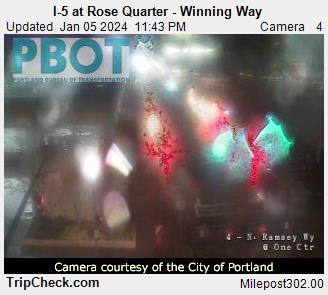 I-5 at Rose Quarter - Winning Way
Updated Jan 05 2024 11:43 PM Camera 4
PBOT
PORTLAND BUREAU OF TRANSPORTATION
4 - N. Ramsey Wy
@ One Ctr
Camera courtesy of the City of Portland
TripCheck.com Milepost302.00